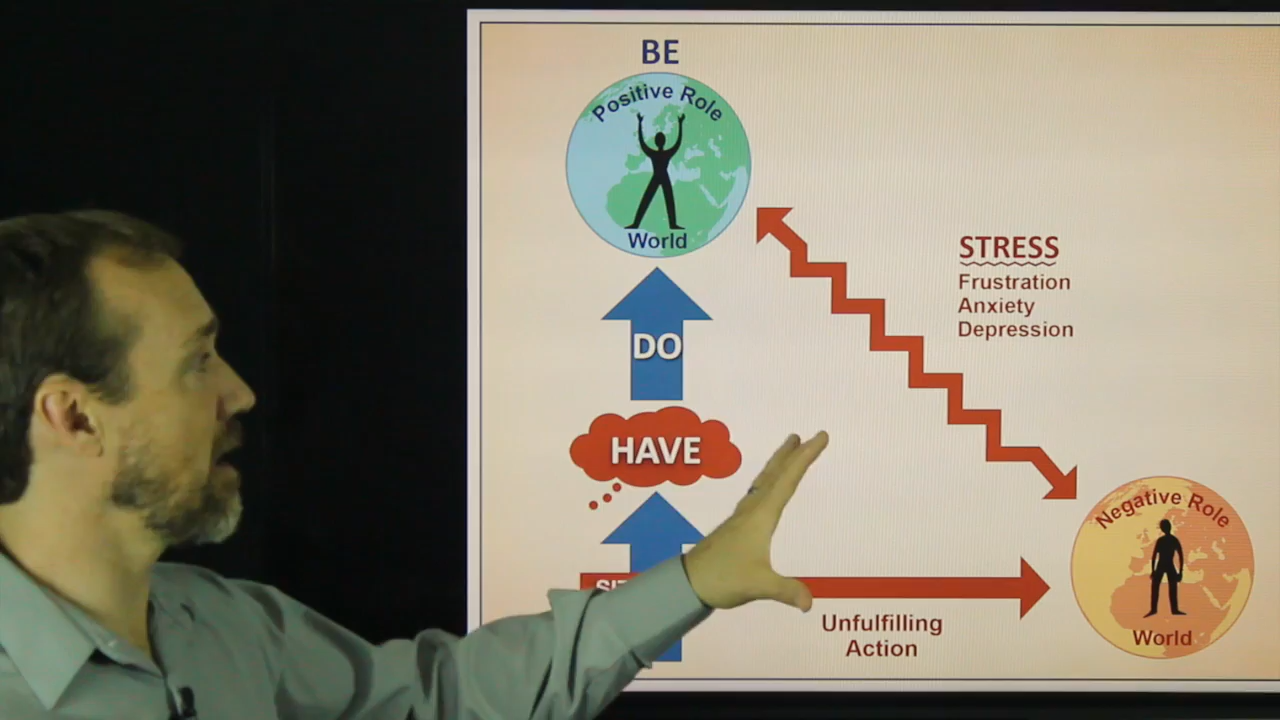 BE
Positive Role
World
STRESS
Frustration
Anxiety
Depression
DO
HAVE
Negative Role
World
Unfulfilling
Action